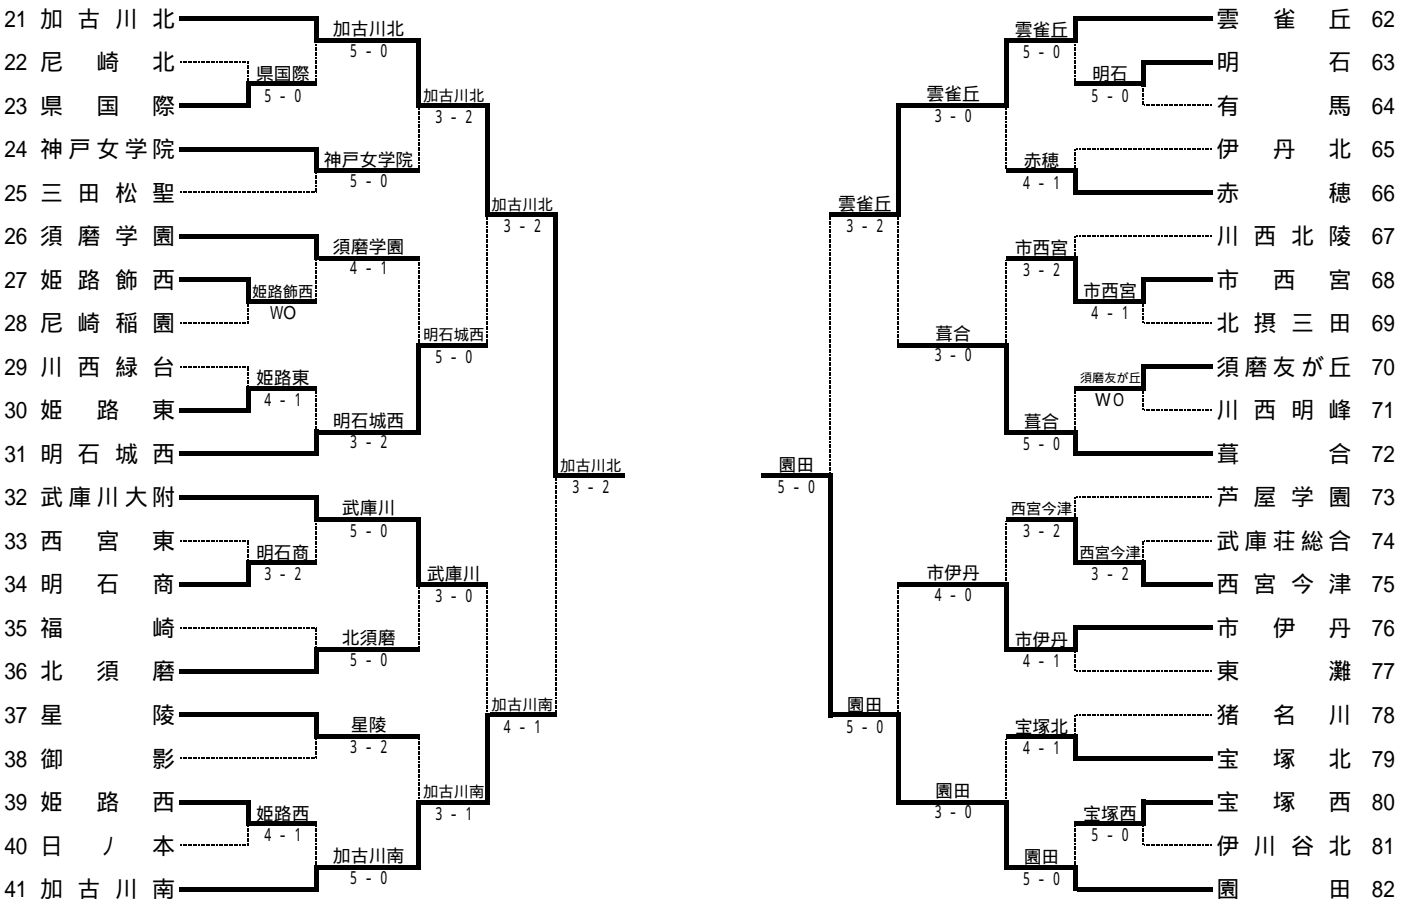 21 加古川北
22 尼崎北
23 県国際
24 神戸女学院
25 三田松聖
26 須磨学園
27 姫路飾西
28 尼崎稲園
29 川西緑台
30 姫路東
31 明石城西
32 武庫川大附
33 西宮東
34 明石商
35 福崎
36 北須磨
37 星陵
38 御影
39 姫路西
40 日ノ本
41 加古川南
県国際
5 - 0
姫路飾西
WO
姫路東
4 - 1
明石商
3 - 2
姫路西
4 - 1
加古川北
5 - 0
神戸女学院
5 - 0
須磨学園
4 - 1
明石城西
3 - 2
武庫川
5 - 0
北須磨
5 - 0
星陵
3 - 2
加古川南
5 - 0
加古川北
3 - 2
明石城西
5 - 0
武庫川
3 - 0
加古川南
3 - 1
加古川北
3 - 2
加古川南
4 - 1
加古川北
3 - 2
園田
5 - 0
雲雀丘
3 - 2
園田
5 - 0
雲雀丘
3 - 0
葺合
3 - 0
市伊丹
4 - 0
園田
3 - 0
雲雀丘
5 - 0
赤穂
4 - 1
市西宮
3 - 2
葺合
5 - 0
西宮今津
3 - 2
市伊丹
4 - 1
宝塚北
4 - 1
園田
5 - 0
明石
5 - 0
市西宮
4 - 1
須磨友が丘
WO
西宮今津
3 - 2
宝塚西
5 - 0
雲雀丘 62
明石 63
有馬 64
伊丹北 65
赤穂 66
川西北陵 67
市西宮 68
北摂三田 69
須磨友が丘 70
川西明峰 71
葺合 72
芦屋学園 73
武庫荘総合 74
西宮今津 75
市伊丹 76
東灘 77
猪名川 78
宝塚北 79
宝塚西 80
伊川谷北 81
園田 82